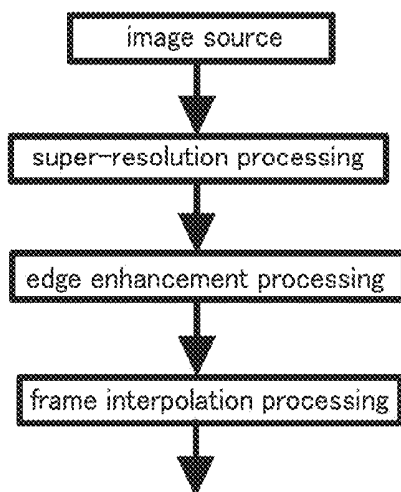 image source
super-resolution processing
edge enhancement processing
frame interpolation processing